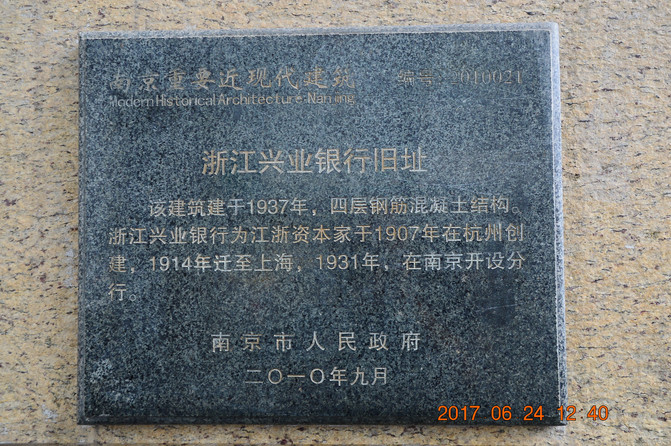 南京重要近现代建筑 编号 2010021
Modern Historical Architecture Nanjing
浙江兴业银行旧址
该建筑建于1937年，四层钢筋混凝土结构。
浙江兴业银行为江浙资本家于1907年在杭州创
建，1914年迁至上海，1931年，在南京开设分
行。
南京市人民政府
二〇一〇年九月
2017 06 24 12:40